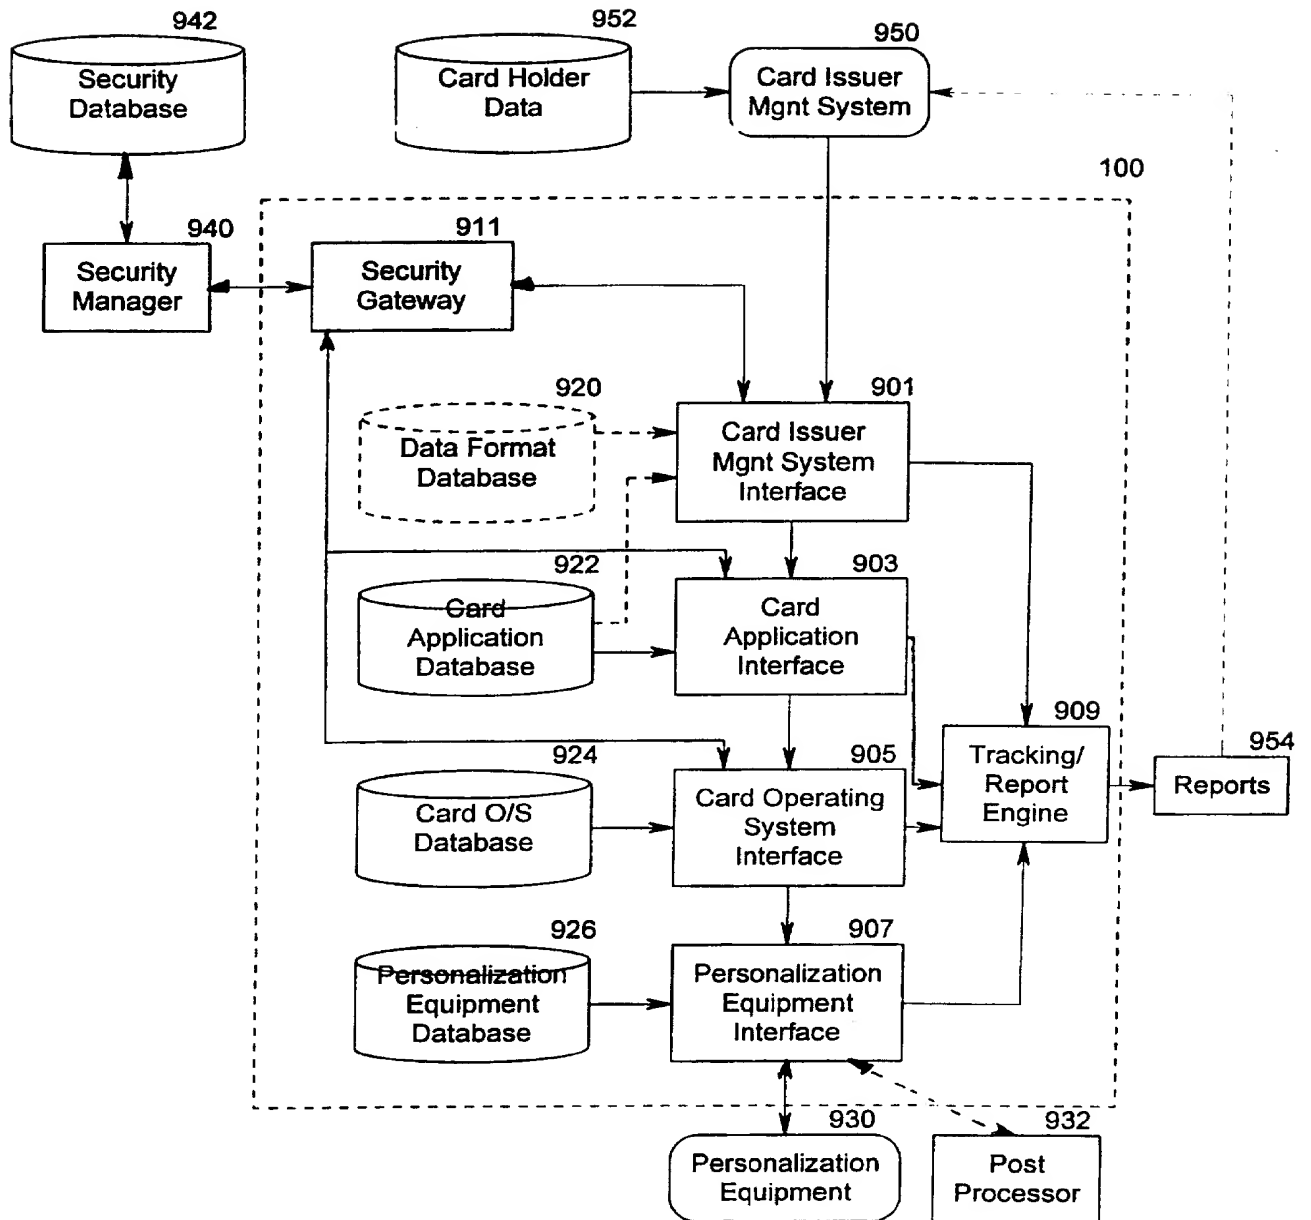 942
Security
Database
952
Card Holder
Data
950
Card Issuer
Mgnt System
100
940
Security
Manager
911
Security
Gateway
920
Data Format
Database
901
Card Issuer
Mgnt System
Interface
922
Card
Application
Database
903
Card
Application
Interface
924
Card O/S
Database
905
Card Operating
System
Interface
909
Tracking/
Report
Engine
954
Reports
926
Personalization
Equipment
Database
907
Personalization
Equipment
Interface
930
Personalization
Equipment
932
Post
Processor